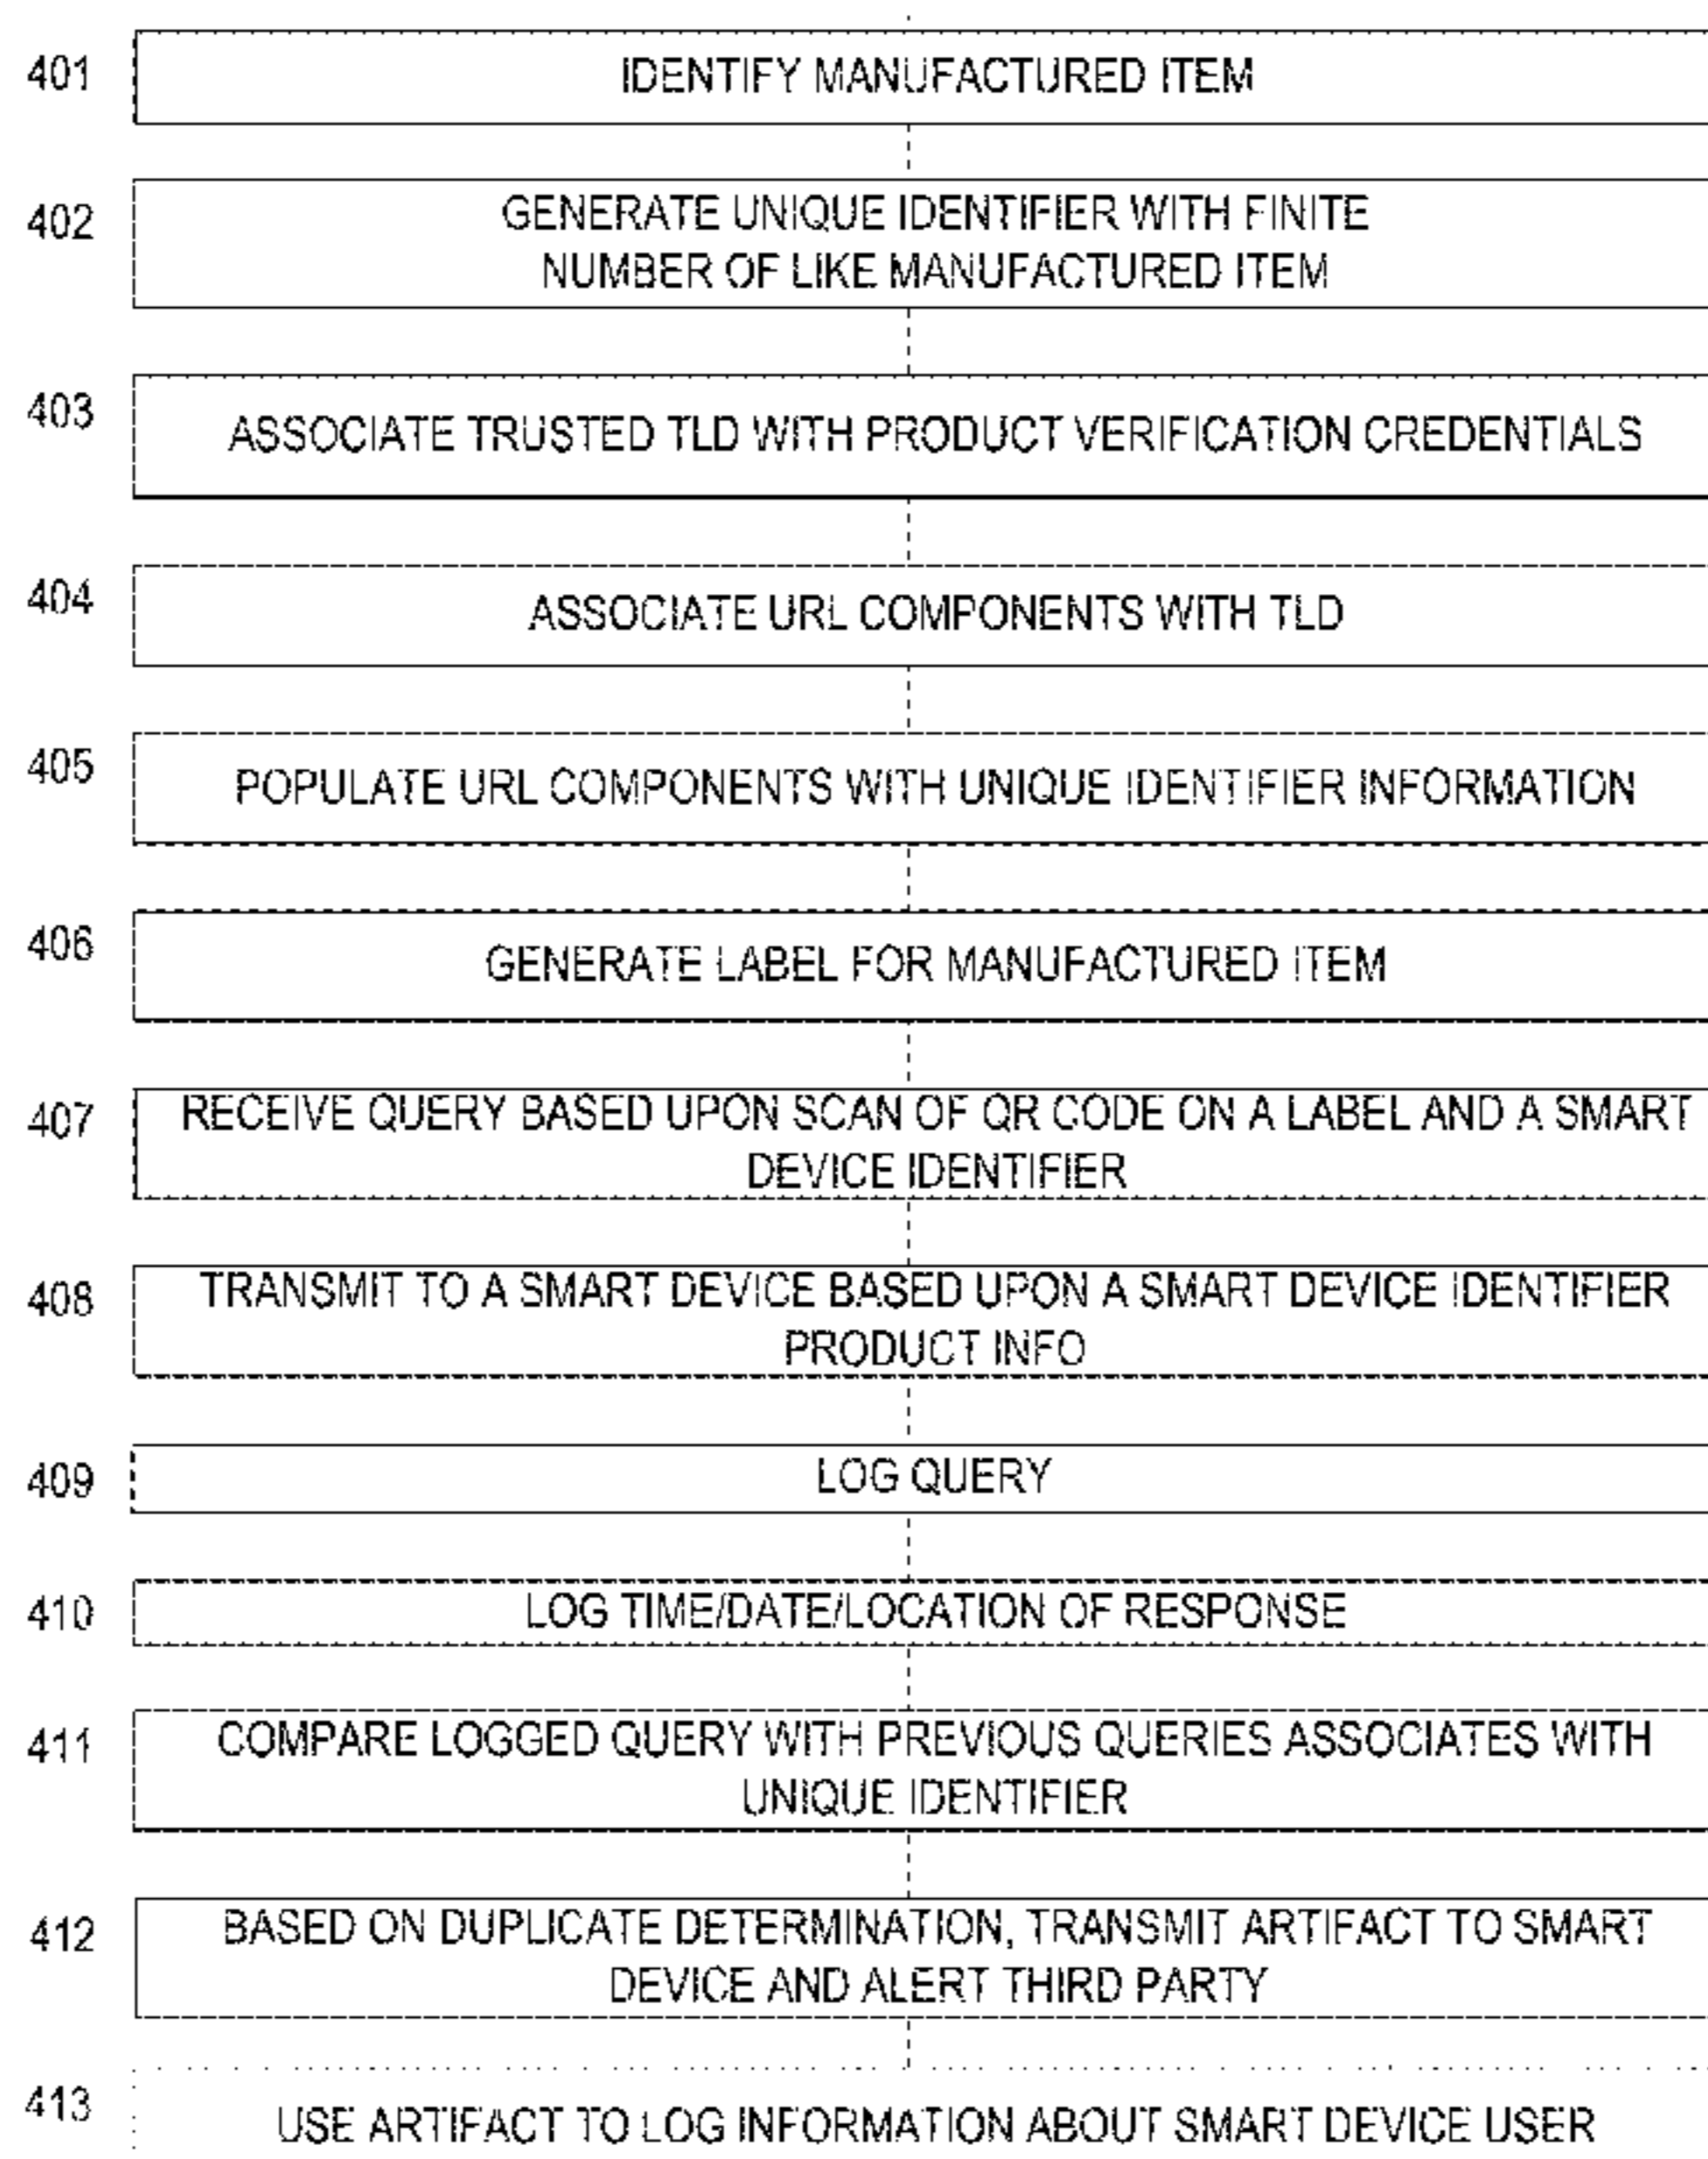 401
IDENTIFY MANUFACTURED ITEM
402
GENERATE UNIQUE IDENTIFIER WITH FINITE
NUMBER OF LIKE MANUFACTURED ITEM
403
ASSOCIATE TRUSTED TLD WITH PRODUCT VERIFICATION CREDENTIALS
404
ASSOCIATE URL COMPONENTS WITH TLD
405
POPULATE URL COMPONENTS WITH UNIQUE IDENTIFIER INFORMATION
406
GENERATE LABEL FOR MANUFACTURED ITEM
407
RECEIVE QUERY BASED UPON SCAN OF QR CODE ON A LABEL AND A SMART
DEVICE IDENTIFIER
408
TRANSMIT TO A SMART DEVICE BASED UPON A SMART DEVICE IDENTIFIER
PRODUCT INFO
409
LOG QUERY
410
LOG TIME/DATE/LOCATION OF RESPONSE
411
COMPARE LOGGED QUERY WITH PREVIOUS QUERIES ASSOCIATES WITH
UNIQUE IDENTIFIER
412
BASED ON DUPLICATE DETERMINATION, TRANSMIT ARTIFACT TO SMART
DEVICE AND ALERT THIRD PARTY
413
USE ARTIFACT TO LOG INFORMATION ABOUT SMART DEVICE USER